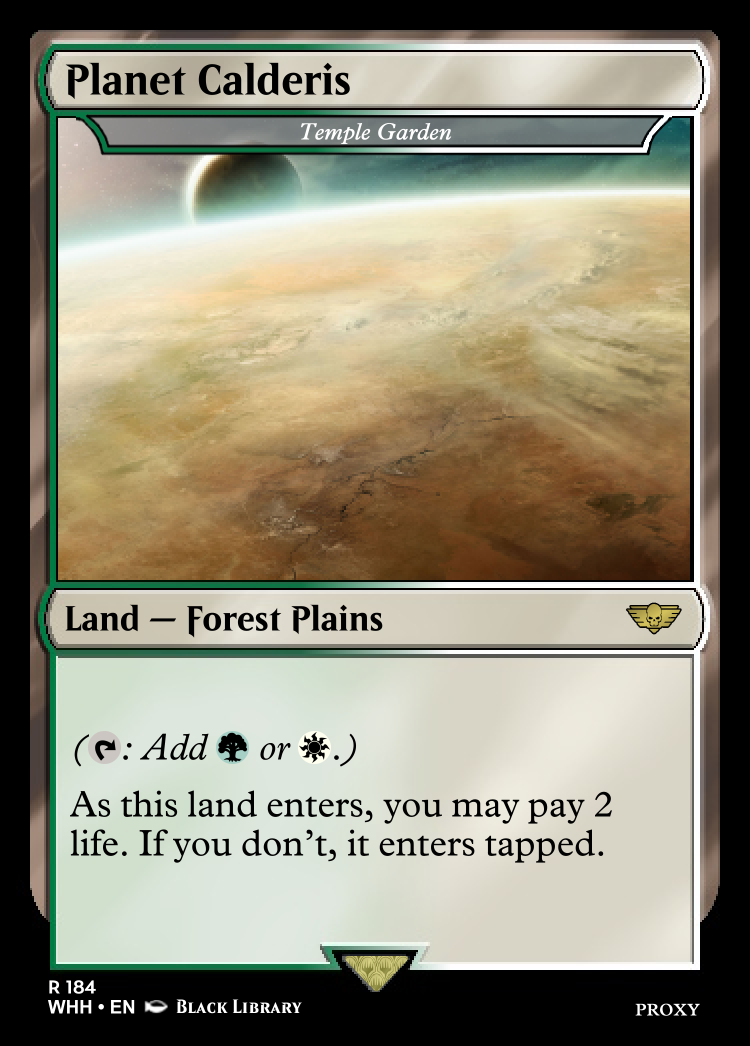 Planet Calderis
Temple Garden
Land — Forest Plains
(: Add or .)
As this land enters, you may pay 2
life. If you don't, it enters tapped.
R 184
WHH • EN BLACK LIBRARY
PROXY